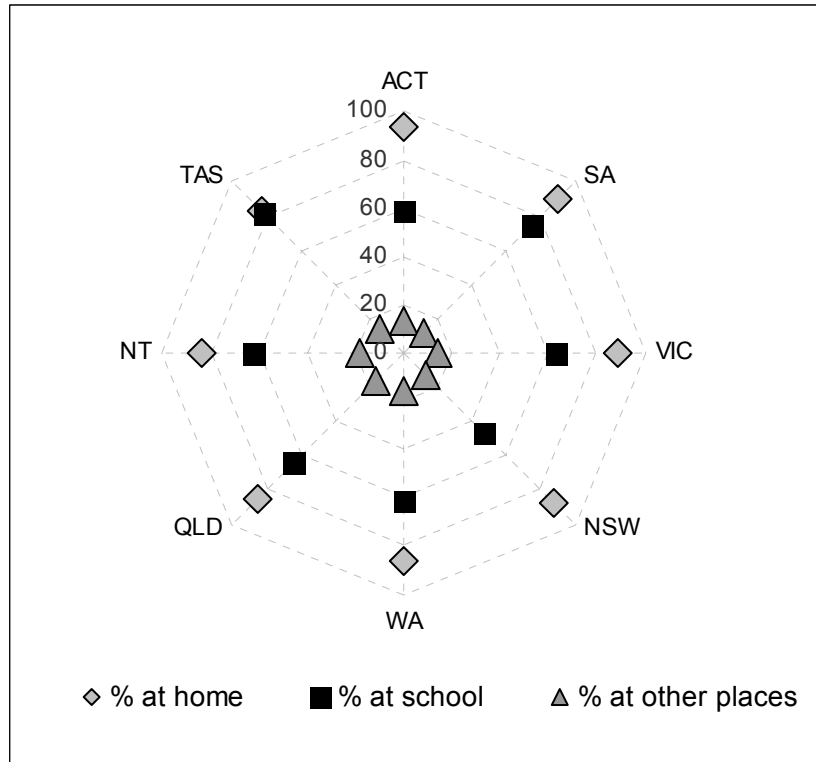 ACT
100
TAS
SA
80
60
40
20
NT
0
VIC
QLD
NSW
WA
% at home % at school % at other places